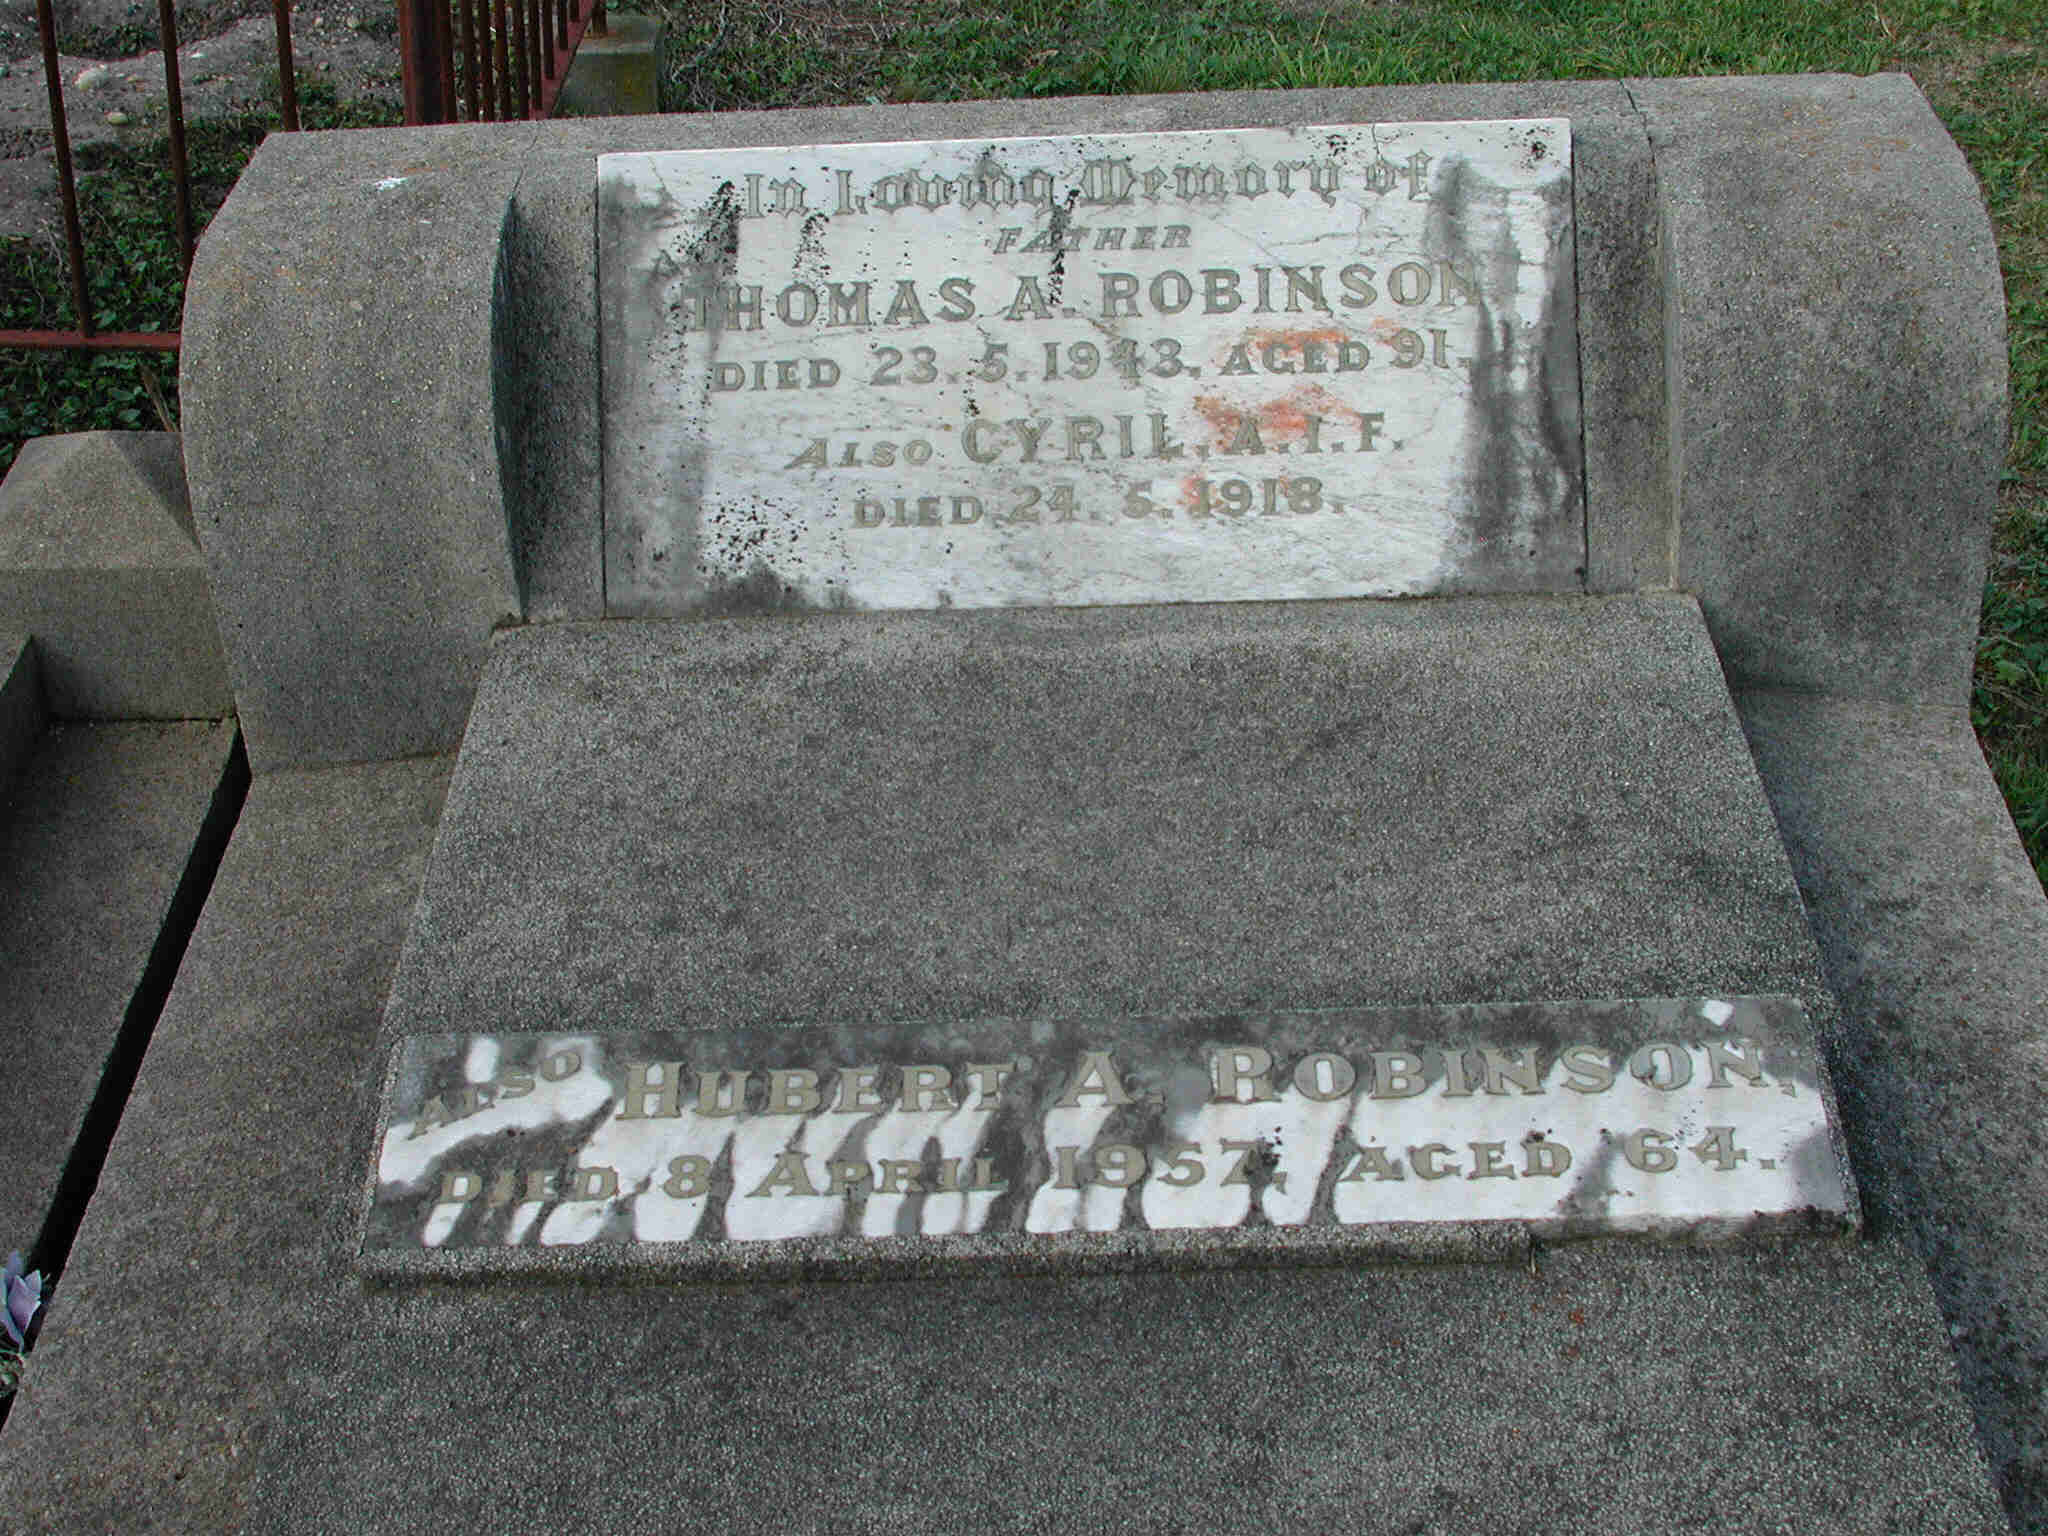 In Loving Memory of
FATHER
THOMAS A. ROBINSON
DIED 23.5.1943, AGED 91.
ALSO CYRIL, A.I.F.
DIED 24.5.1918.
ALSO HUBERT A. ROBINSON,
DIED 8 APRIL 1957, AGED 64.